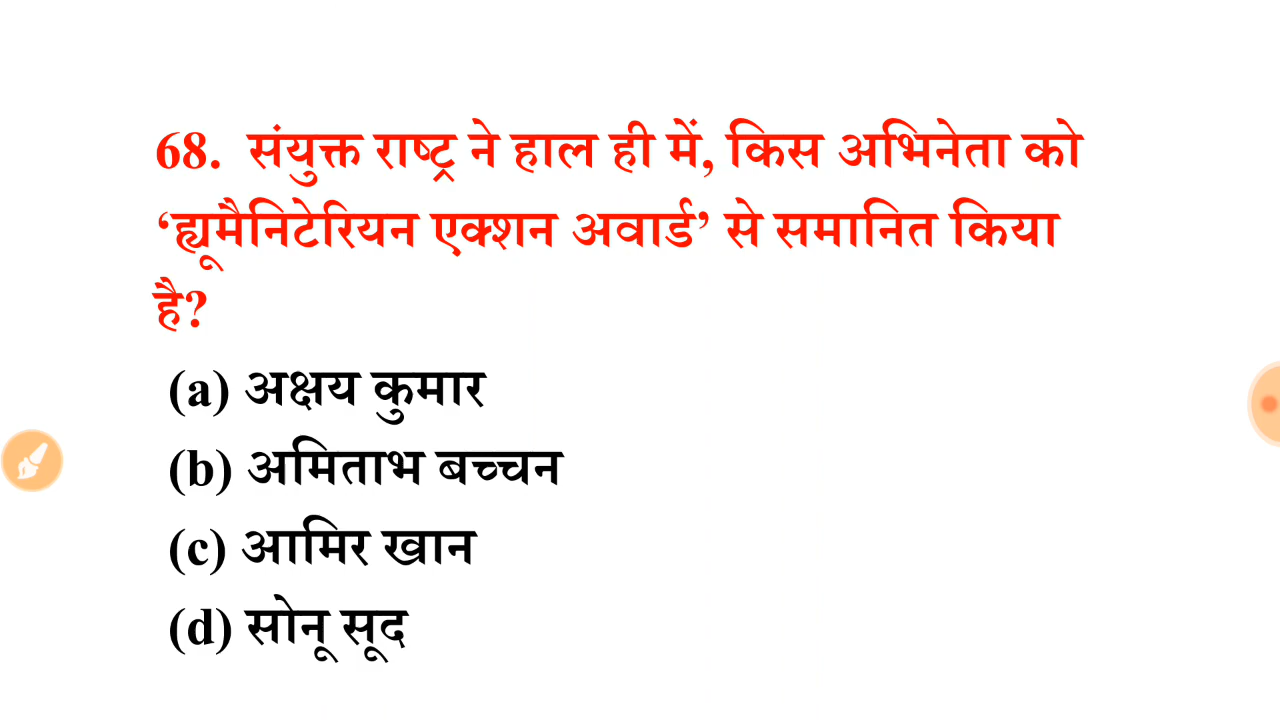 68. संयुक्त राष्ट्र ने हाल ही में, किस अभिनेता को
‘ह्यूमैनिटेरियन एक्शन अवार्ड’ से समानित किया
है?
(a) अक्षय कुमार
(b) अमिताभ बच्चन
(c) आमिर खान
(d) सोनू सूद